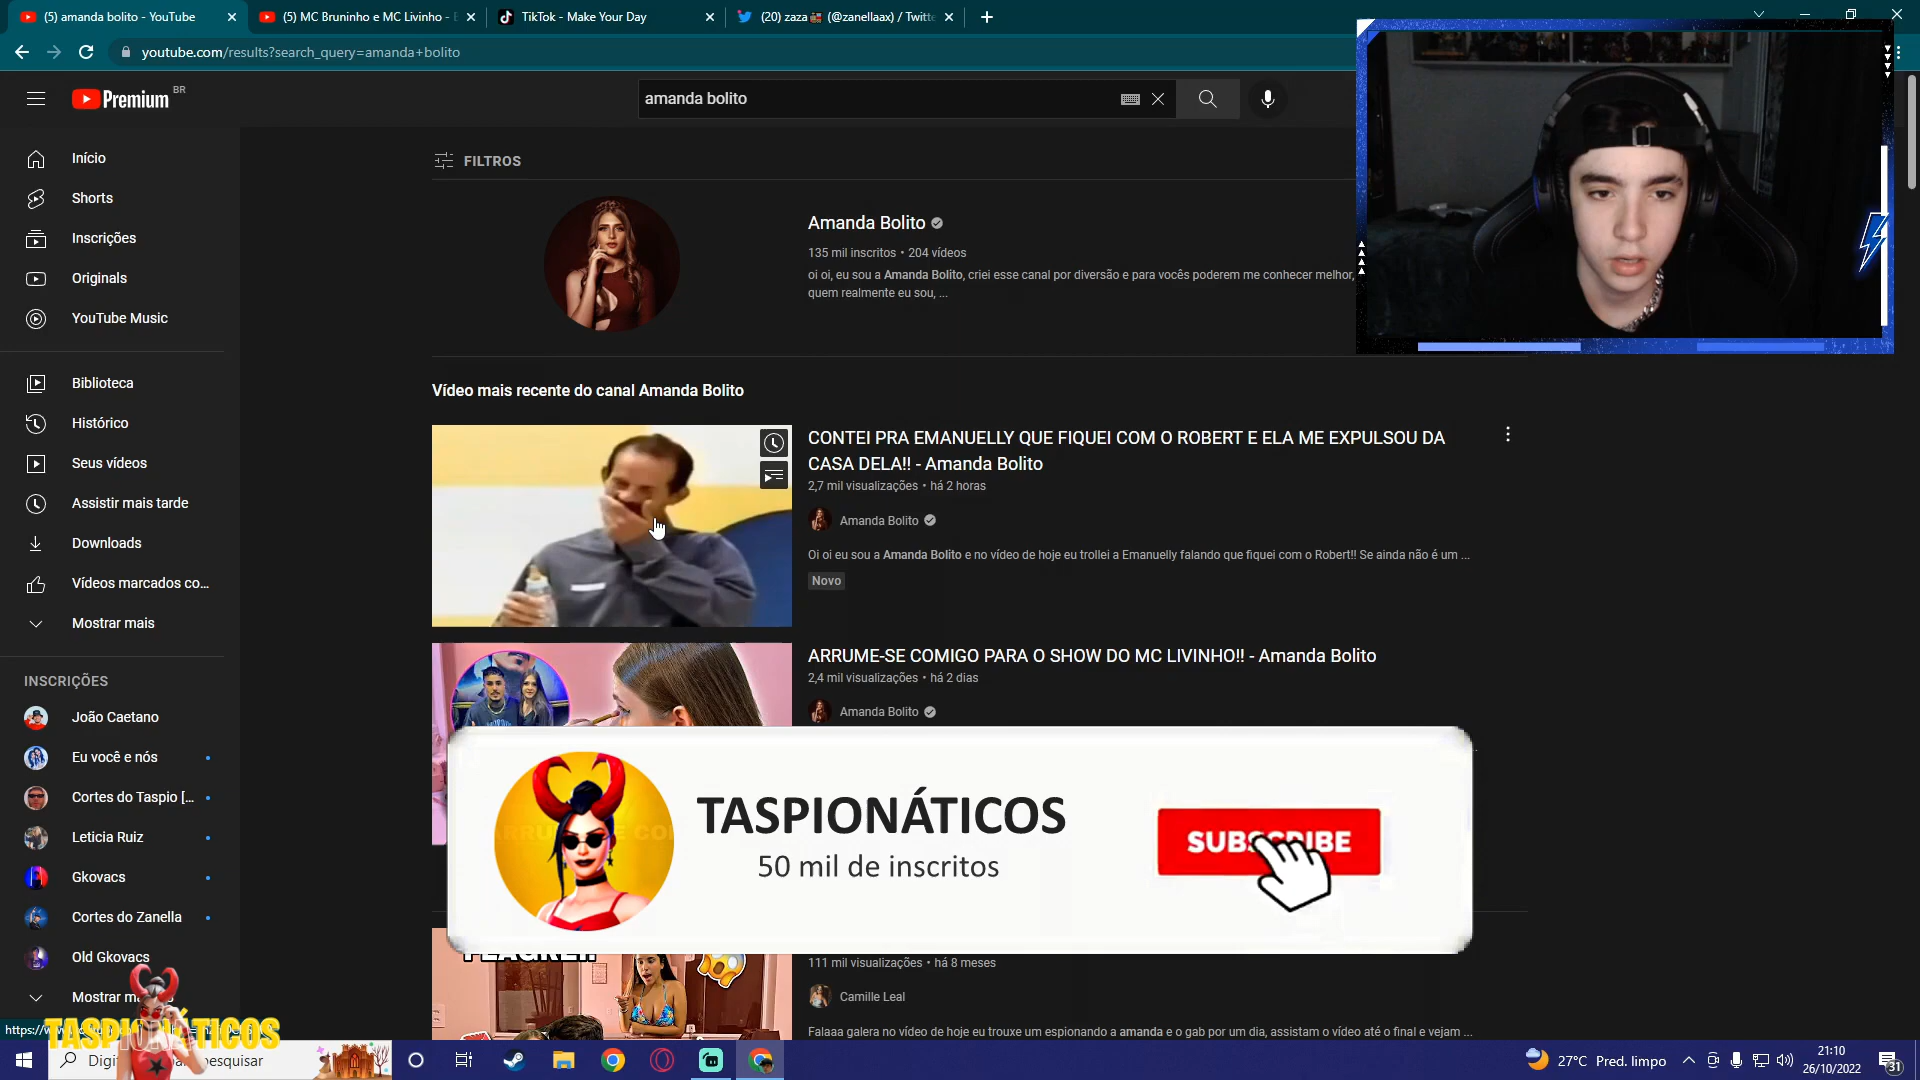 (5) amanda bolito - YouTube
(5) MC Bruninho e MC Livinho -
TikTok - Make Your Day
(20) zaza (@zanellaax) / Twitte
youtube.com/results?search_query=amanda+bolito
Premium BR
amanda bolito
Início
Shorts
Inscrições
Originals
YouTube Music
Biblioteca
Histórico
Seus vídeos
Assistir mais tarde
Downloads
Vídeos marcados co...
Mostrar mais
INSCRIÇÕES
João Caetano
Eu você e nós
Cortes do Taspio [...
Leticia Ruiz
Gkovacs
Cortes do Zanella
Old Gkovacs
Mostrar
FILTROS
Amanda Bolito
135 mil inscritos • 204 vídeos
oi oi, eu sou a Amanda Bolito, criei esse canal por diversão e para vocês poderem me conhecer melhor,
quem realmente eu sou, ...
Vídeo mais recente do canal Amanda Bolito
CONTEI PRA EMANUELLY QUE FIQUEI COM O ROBERT E ELA ME EXPULSOU DA
CASA DELA!! - Amanda Bolito
2,7 mil visualizações • há 2 horas
Amanda Bolito
Oi oi eu sou a Amanda Bolito e no vídeo de hoje eu trollei a Emanuelly falando que fiquei com o Robert!! Se ainda não é um ...
Novo
ARRUME-SE COMIGO PARA O SHOW DO MC LIVINHO!! - Amanda Bolito
2,4 mil visualizações • há 2 dias
Amanda Bolito
TASPIONÁTICOS
50 mil de inscritos
SUBSCRIBE
111 mil visualizações • há 8 meses
Camille Leal
Falaaa galera no vídeo de hoje eu trouxe um espionando a amanda e o gab por um dia, assistam o vídeo até o final e vejam ...
TASPIONÁTICOS
pesquisar
27°C Pred. limpo
21:10
26/10/2022
31